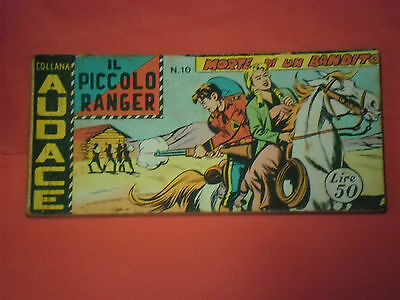 COLLANA
AUDACE
IL
PICCOLO
RANGER
N.10
MORTE DI UN BANDITO
Lire
50